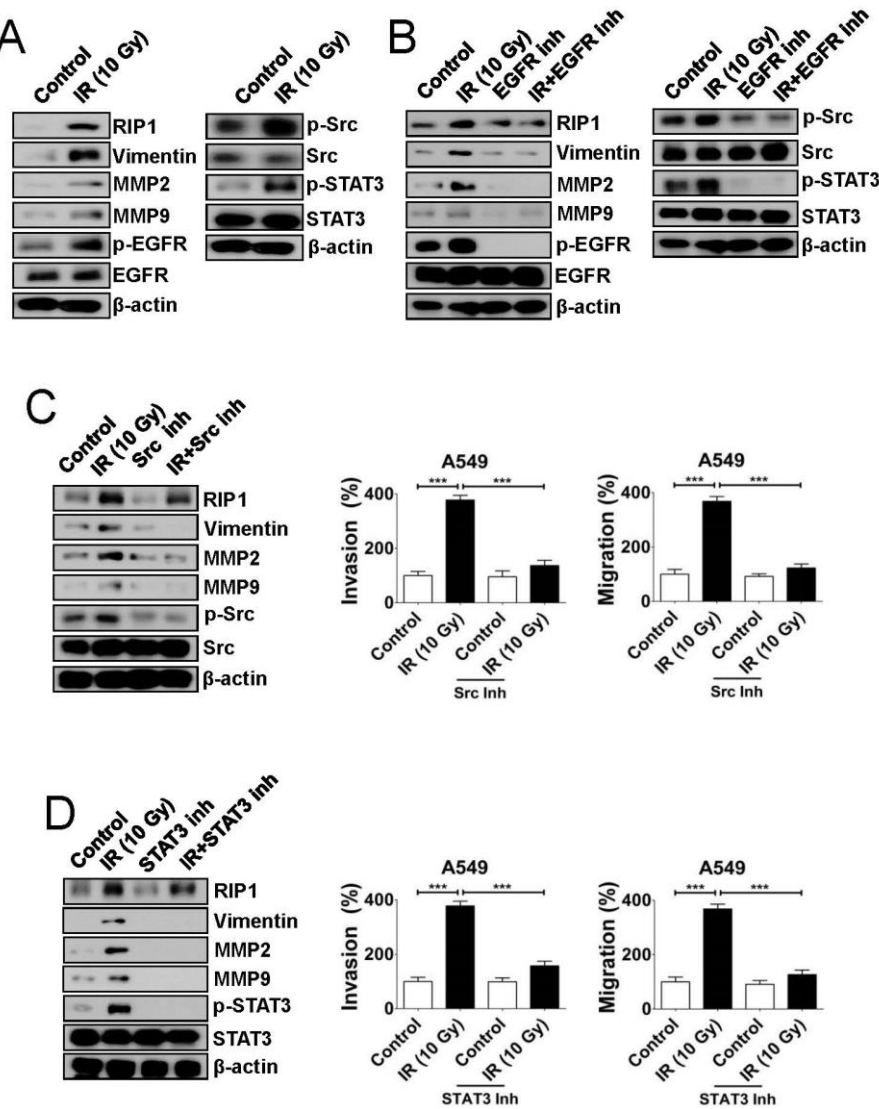 A
Control
IR (10 Gy)
RIP1
Vimentin
MMP2
MMP9
p-EGFR
EGFR
β-actin
Control
IR (10 Gy)
p-Src
Src
p-STAT3
STAT3
β-actin
B
Control
IR (10 Gy)
EGFR inh
IR+EGFR inh
RIP1
Vimentin
MMP2
MMP9
p-EGFR
EGFR
β-actin
Control
IR (10 Gy)
EGFR inh
IR+EGFR inh
p-Src
Src
p-STAT3
STAT3
β-actin
C
Control
IR (10 Gy)
Src inh
IR+Src inh
RIP1
Vimentin
MMP2
MMP9
p-Src
Src
β-actin
A549
Invasion (%)
400
200
0
*** ***
Control
IR (10 Gy)
Control
IR (10 Gy)
Src Inh
A549
Migration (%)
400
200
0
*** ***
Control
IR (10 Gy)
Control
IR (10 Gy)
Src Inh
D
Control
IR (10 Gy)
STAT3 inh
IR+STAT3 inh
RIP1
Vimentin
MMP2
MMP9
p-STAT3
STAT3
β-actin
A549
Invasion (%)
400
200
0
*** ***
Control
IR (10 Gy)
Control
IR (10 Gy)
STAT3 Inh
A549
Migration (%)
400
200
0
*** ***
Control
IR (10 Gy)
Control
IR (10 Gy)
STAT3 Inh